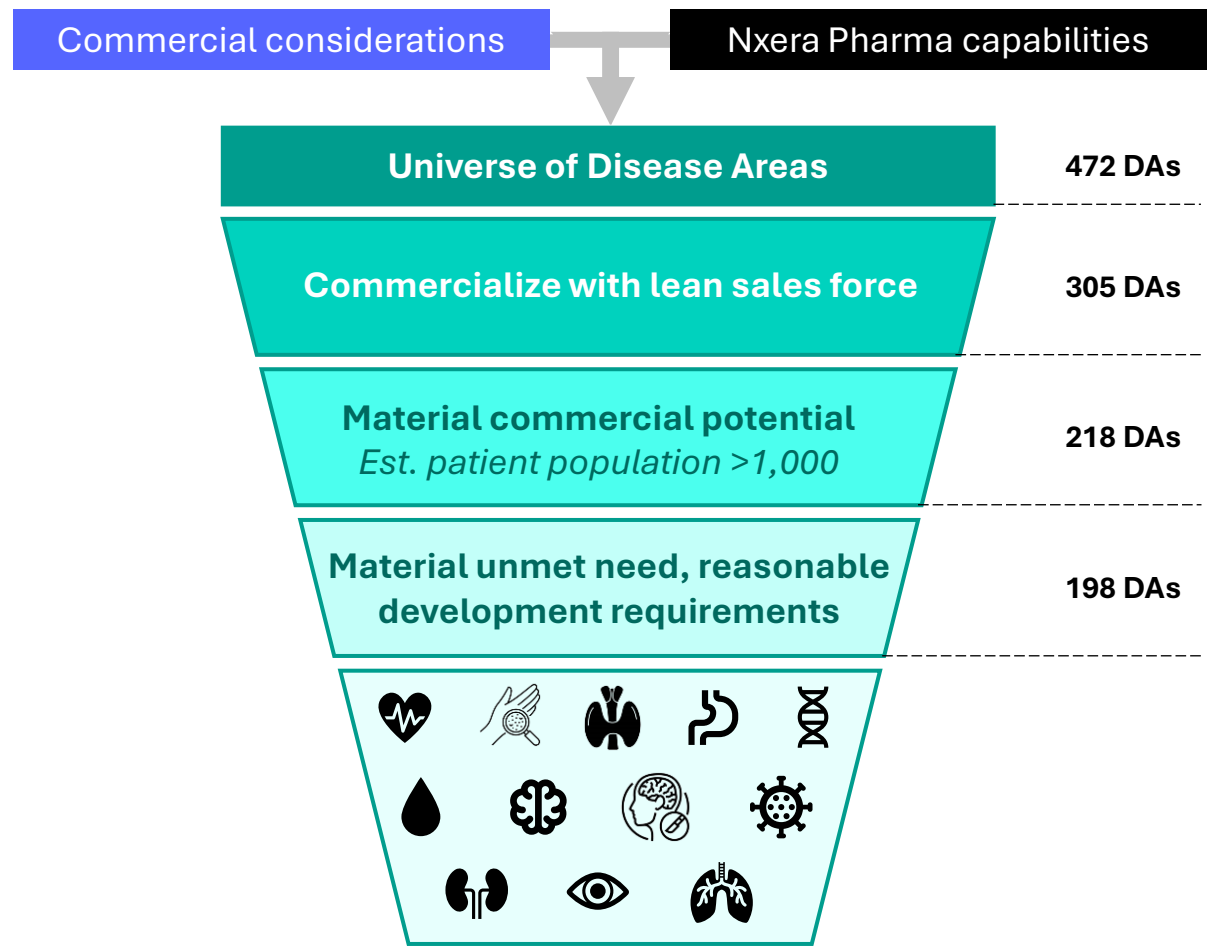 Commercial considerations
Nxera Pharma capabilities
Universe of Disease Areas
472 DAs
Commercialize with lean sales force
305 DAs
Material commercial potential
Est. patient population >1,000
218 DAs
Material unmet need, reasonable
development requirements
198 DAs